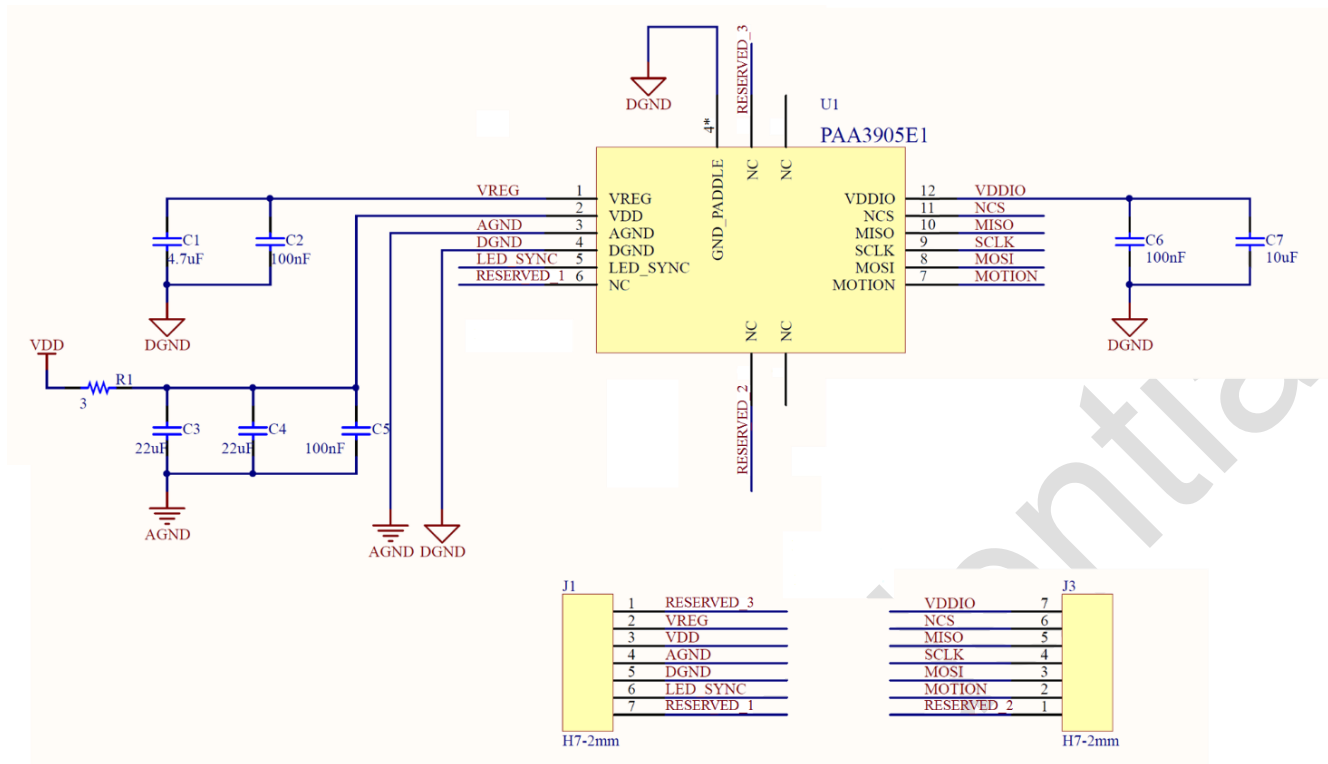 RESERVED_3
DGND
4*
U1
PAA3905E1
GND_PADDLE
NC
NC
VREG 1 VREG
2 VDD
AGND 3 AGND
DGND 4 DGND
LED_SYNC 5 LED_SYNC
RESERVED_1 6 NC
VDDIO 12 VDDIO
NCS 11 NCS
MISO 10 MISO
SCLK 9 SCLK
MOSI 8 MOSI
MOTION 7 MOTION
C1
4.7uF
C2
100nF
C6
100nF
C7
10uF
DGND
DGND
NC
NC
VDD
R1
3
C3
22uF
C4
22uF
C5
100nF
RESERVED_2
AGND
AGND DGND
J1
1 RESERVED_3
2 VREG
3 VDD
4 AGND
5 DGND
6 LED_SYNC
7 RESERVED_1
H7-2mm
J3
VDDIO 7
NCS 6
MISO 5
SCLK 4
MOSI 3
MOTION 2
RESERVED_2 1
H7-2mm